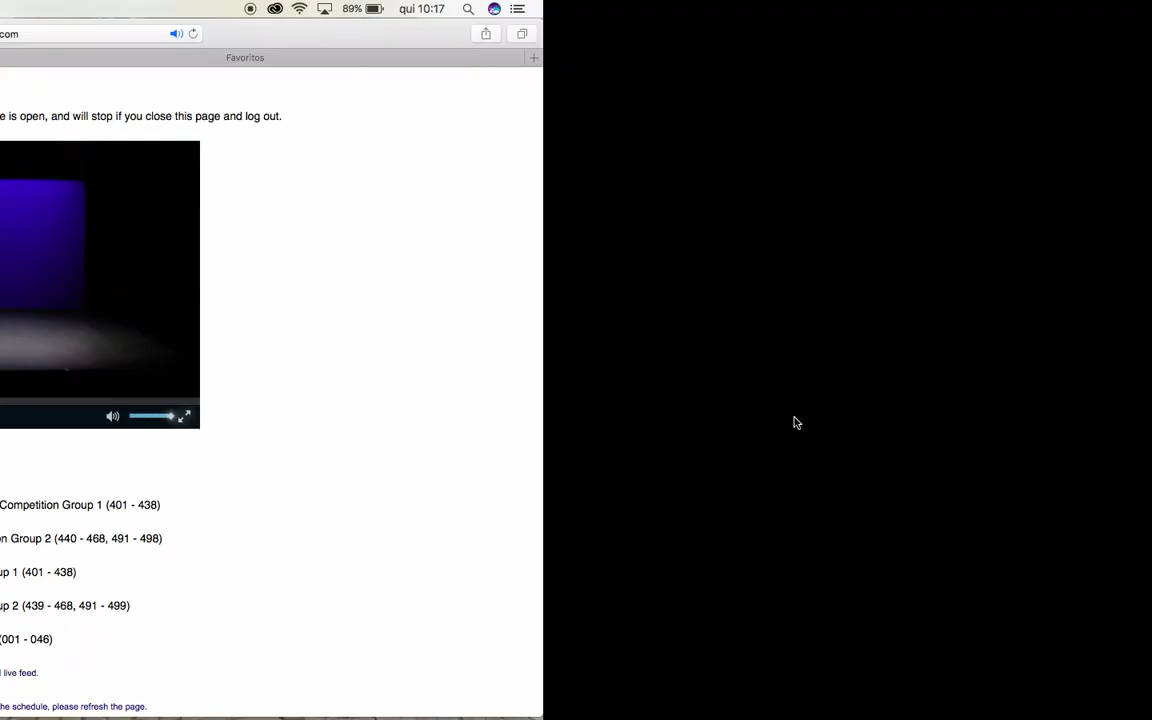 89% qui 10:17
com
Favoritos +
e is open, and will stop if you close this page and log out.
Competition Group 1 (401 - 438)
on Group 2 (440 - 468, 491 - 498)
up 1 (401 - 438)
up 2 (439 - 468, 491 - 499)
(001 - 046)
live feed.
he schedule, please refresh the page.